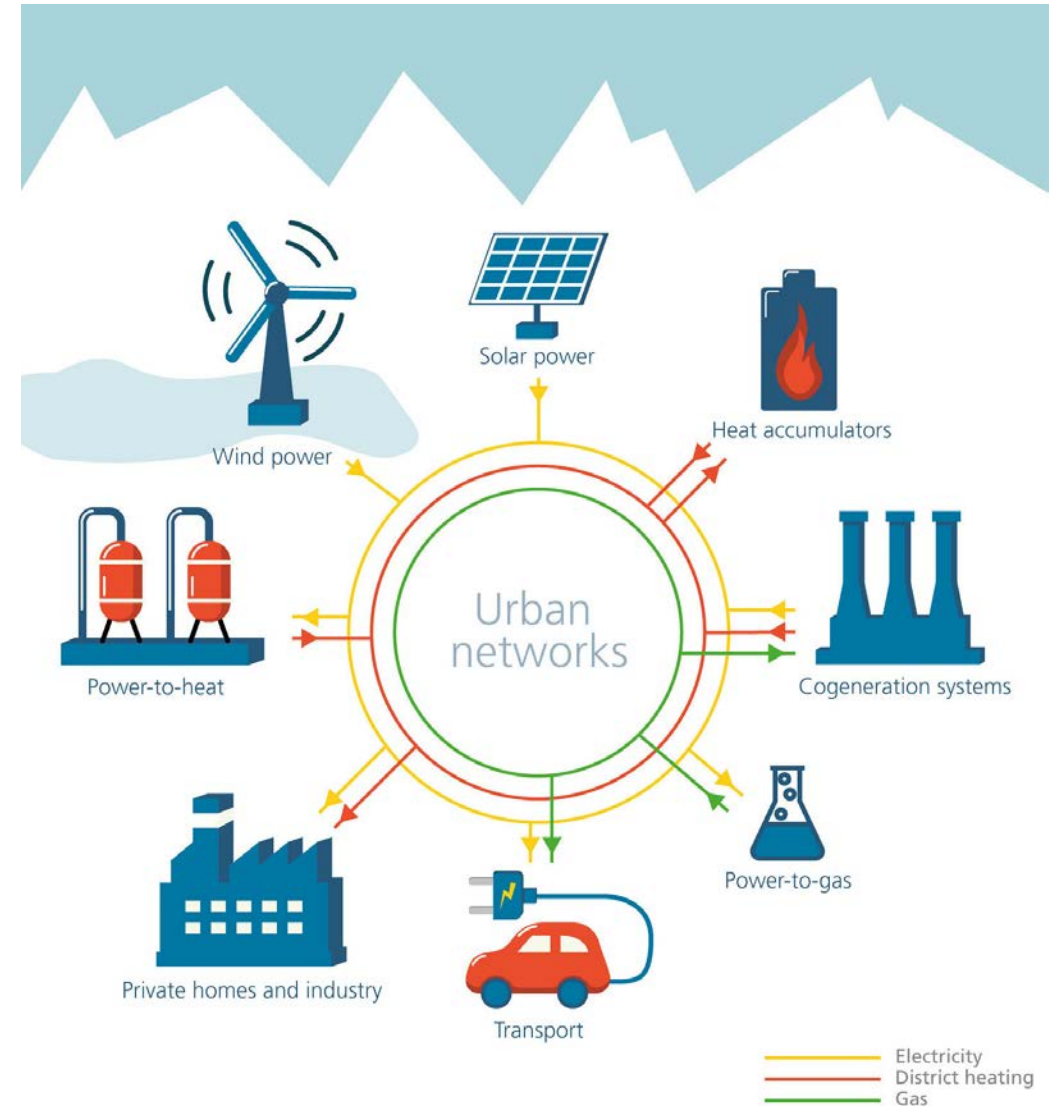 Solar power
Heat accumulators
Wind power
Urban
networks
Power-to-heat
Cogeneration systems
Power-to-gas
Private homes and industry
Transport
Electricity
District heating
Gas